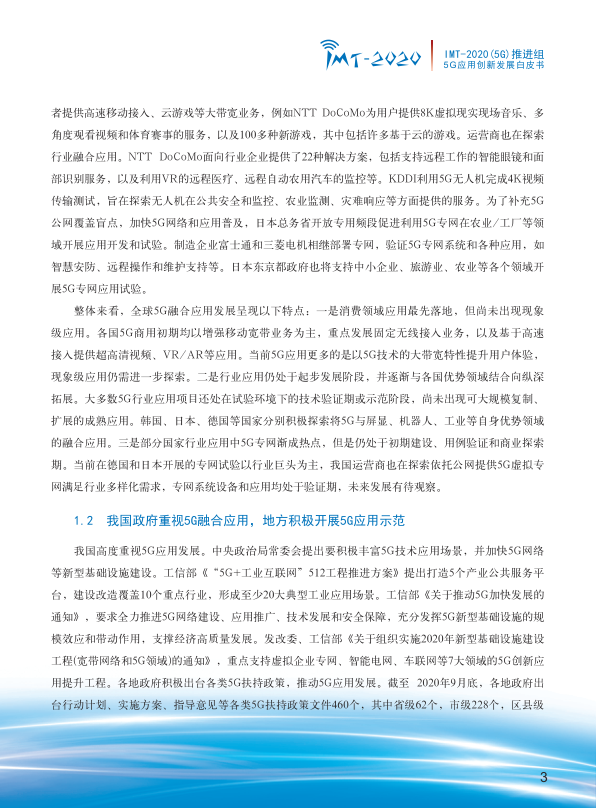 IMT-2020
IMT-2020(5G)推进组
5G应用创新发展白皮书
者提供高速移动接入、云游戏等大带宽业务，例如NTT DoCoMo为用户提供8K虚拟现实现场音乐、多
角度观看视频和体育赛事的服务，以及100多种新游戏，其中包括许多基于云的游戏。运营商也在探索
行业融合应用。NTT DoCoMo面向行业企业提供了22种解决方案，包括支持远程工作的智能眼镜和面
部识别服务，以及利用VR的远程医疗、远程自动农用汽车的监控等。KDDI利用5G无人机完成4K视频
传输测试，旨在探索无人机在公共安全和监控、农业监测、灾难响应等方面提供的服务。为了补充5G
公网覆盖盲点，加快5G网络和应用普及，日本总务省开放专用频段促进利用5G专网在农业/工厂等领
域开展应用开发和试验。制造企业富士通和三菱电机相继部署专网，验证5G专网系统和各种应用，如
智慧安防、远程操作和维护支持等。日本东京都政府也将支持中小企业、旅游业、农业等各个领域开
展5G专网应用试验。
整体来看，全球5G融合应用发展呈现以下特点：一是消费领域应用最先落地，但尚未出现现象
级应用。各国5G商用初期均以增强移动宽带业务为主，重点发展固定无线接入业务，以及基于高速
接入提供超高清视频、VR/AR等应用。当前5G应用更多的是以5G技术的大带宽特性提升用户体验，
现象级应用仍需进一步探索。二是行业应用仍处于起步发展阶段，并逐渐与各国优势领域结合向纵深
拓展。大多数5G行业应用项目还处在试验环境下的技术验证期或示范阶段，尚未出现可大规模复制、
扩展的成熟应用。韩国、日本、德国等国家分别积极探索将5G与屏显、机器人、工业等自身优势领域
的融合应用。三是部分国家行业应用中5G专网渐成热点，但是仍处于初期建设、用例验证和商业探索
期。当前在德国和日本开展的专网试验以行业巨头为主，我国运营商也在探索依托公网提供5G虚拟专
网满足行业多样化需求，专网系统设备和应用均处于验证期，未来发展有待观察。
1.2 我国政府重视5G融合应用，地方积极开展5G应用示范
我国高度重视5G应用发展。中央政治局常委会提出要积极丰富5G技术应用场景，并加快5G网络
等新型基础设施建设。工信部《“5G+工业互联网”512工程推进方案》提出打造5个产业公共服务平
台，建设改造覆盖10个重点行业，形成至少20大典型工业应用场景。工信部《关于推动5G加快发展的
通知》，要求全力推进5G网络建设、应用推广、技术发展和安全保障，充分发挥5G新型基础设施的规
模效应和带动作用，支撑经济高质量发展。发改委、工信部《关于组织实施2020年新型基础设施建设
工程(宽带网络和5G领域)的通知》，重点支持虚拟企业专网、智能电网、车联网等7大领域的5G创新应
用提升工程。各地政府积极出台各类5G扶持政策，推动5G应用发展。截至 2020年9月底，各地政府出
台行动计划、实施方案、指导意见等各类5G扶持政策文件460个，其中省级62个，市级228个，区县级
3